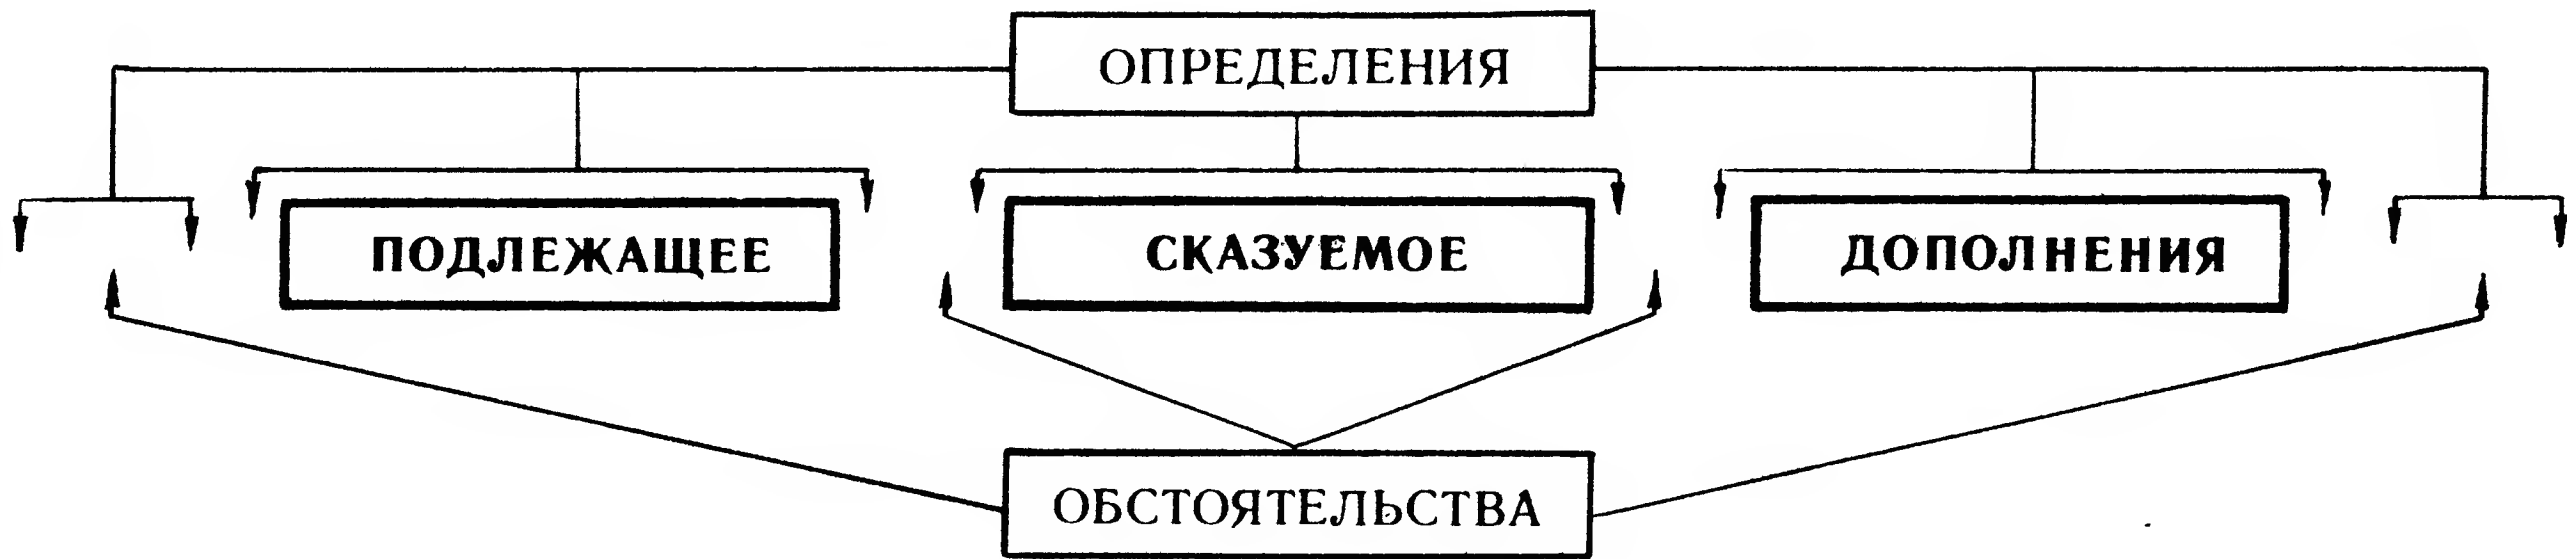 ОПРЕДЕЛЕНИЯ
ПОДЛЕЖАЩЕЕ СКАЗУЕМОЕ ДОПОЛНЕНИЯ
ОБСТОЯТЕЛЬСТВА